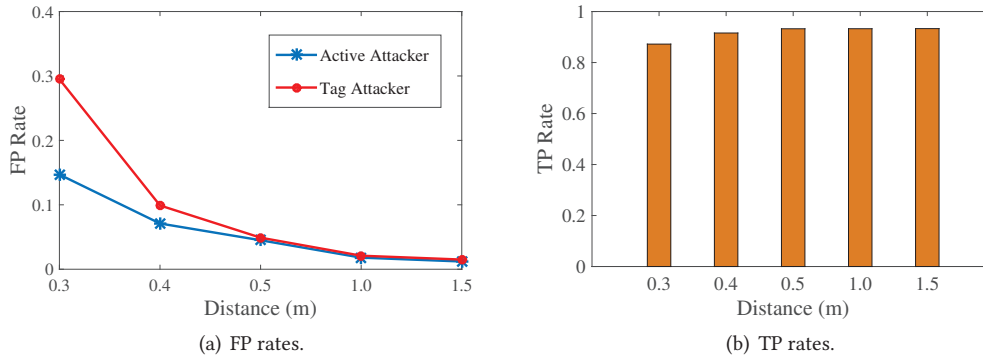 0.4
0.3
0.2
0.1
0
FP Rate
Active Attacker
Tag Attacker
0.3 0.4 0.5 1.0 1.5
Distance (m)
(a) FP rates.
1
0.8
0.6
0.4
0.2
0
TP Rate
0.3 0.4 0.5 1.0 1.5
Distance (m)
(b) TP rates.